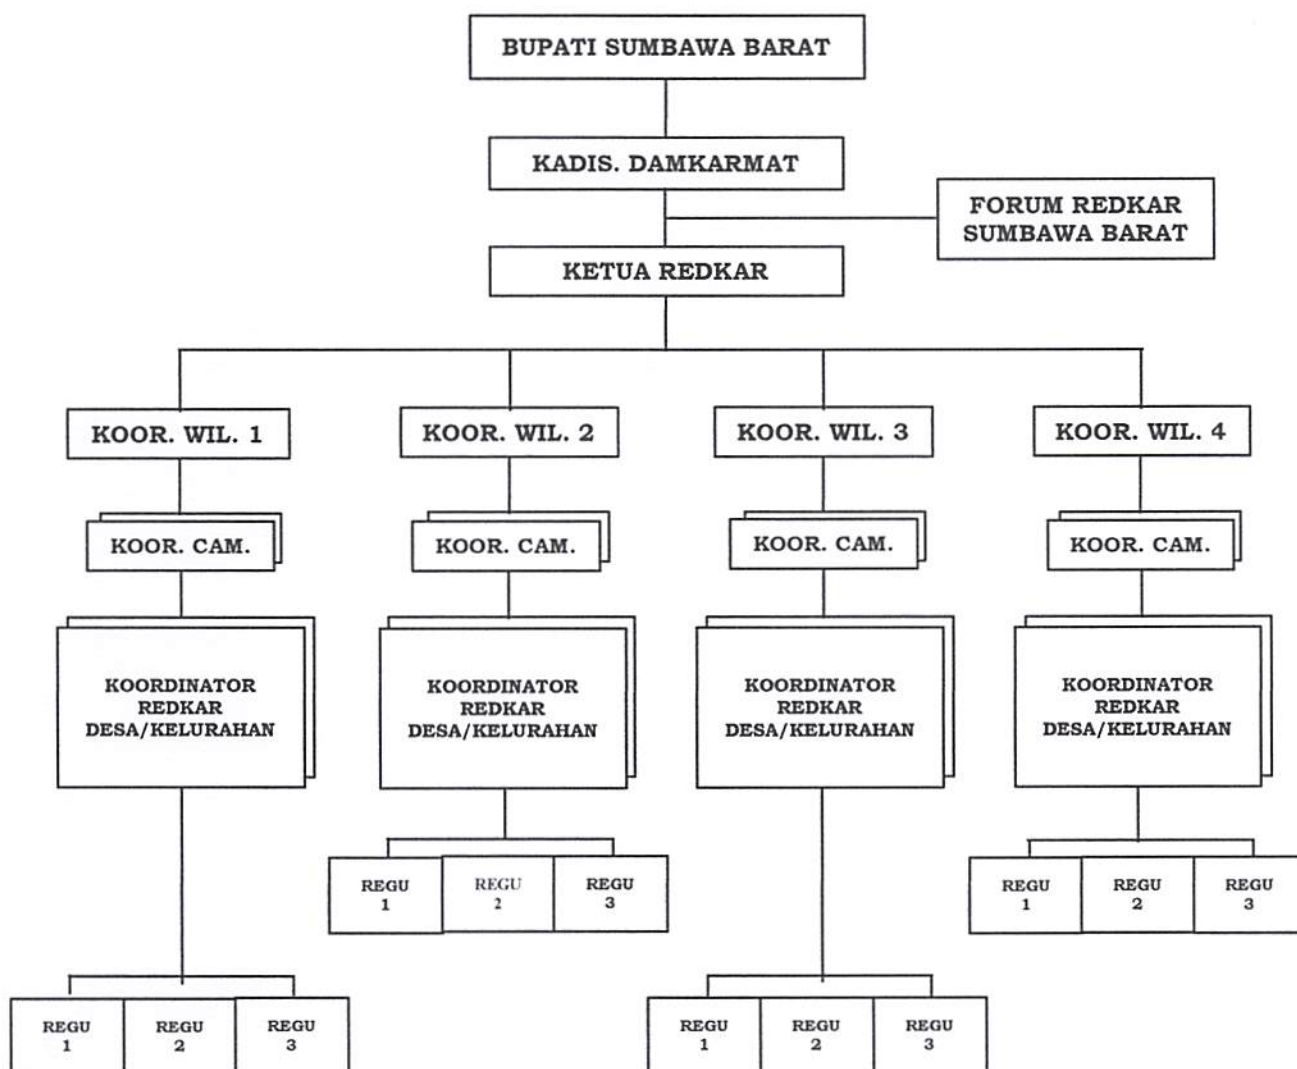 BUPATI SUMBAWA BARAT
KADIS. DAMKARMAT
FORUM REDKAR
SUMBAWA BARAT
KETUA REDKAR
KOOR. WIL. 1
KOOR. WIL. 2
KOOR. WIL. 3
KOOR. WIL. 4
KOOR. CAM.
KOOR. CAM.
KOOR. CAM.
KOOR. CAM.
KOORDINATOR
REDKAR
DESA/KELURAHAN
KOORDINATOR
REDKAR
DESA/KELURAHAN
KOORDINATOR
REDKAR
DESA/KELURAHAN
KOORDINATOR
REDKAR
DESA/KELURAHAN
REGU
1
REGU
2
REGU
3
REGU
1
REGU
2
REGU
3
REGU
1
REGU
2
REGU
3
REGU
1
REGU
2
REGU
3